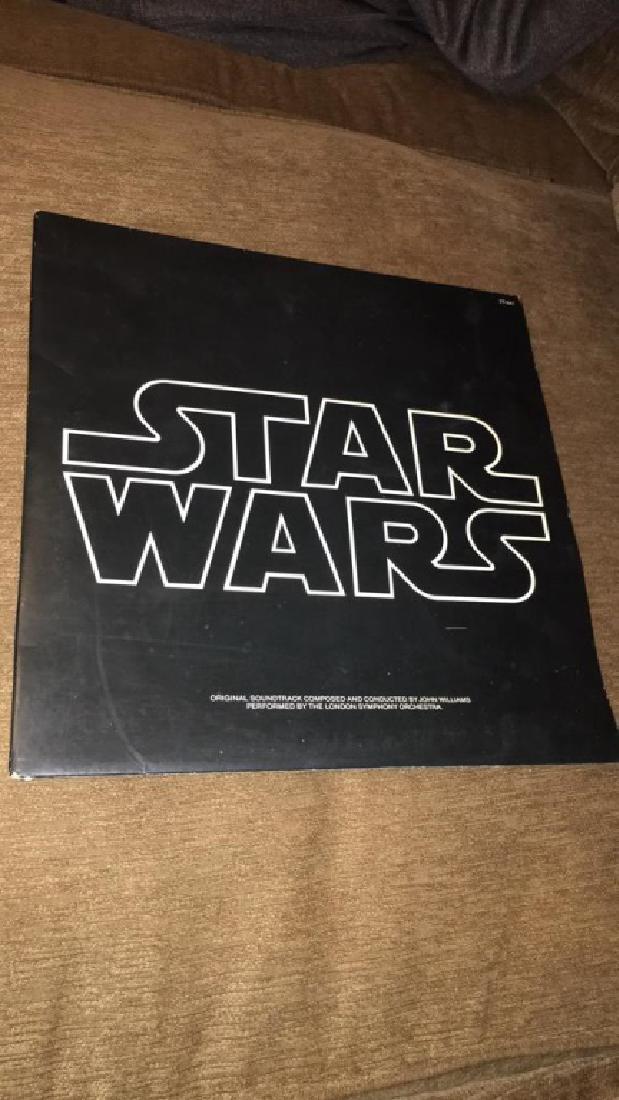 STAR
WARS
ORIGINAL SOUNDTRACK COMPOSED AND CONDUCTED BY JOHN WILLIAMS
PERFORMED BY THE LONDON SYMPHONY ORCHESTRA.